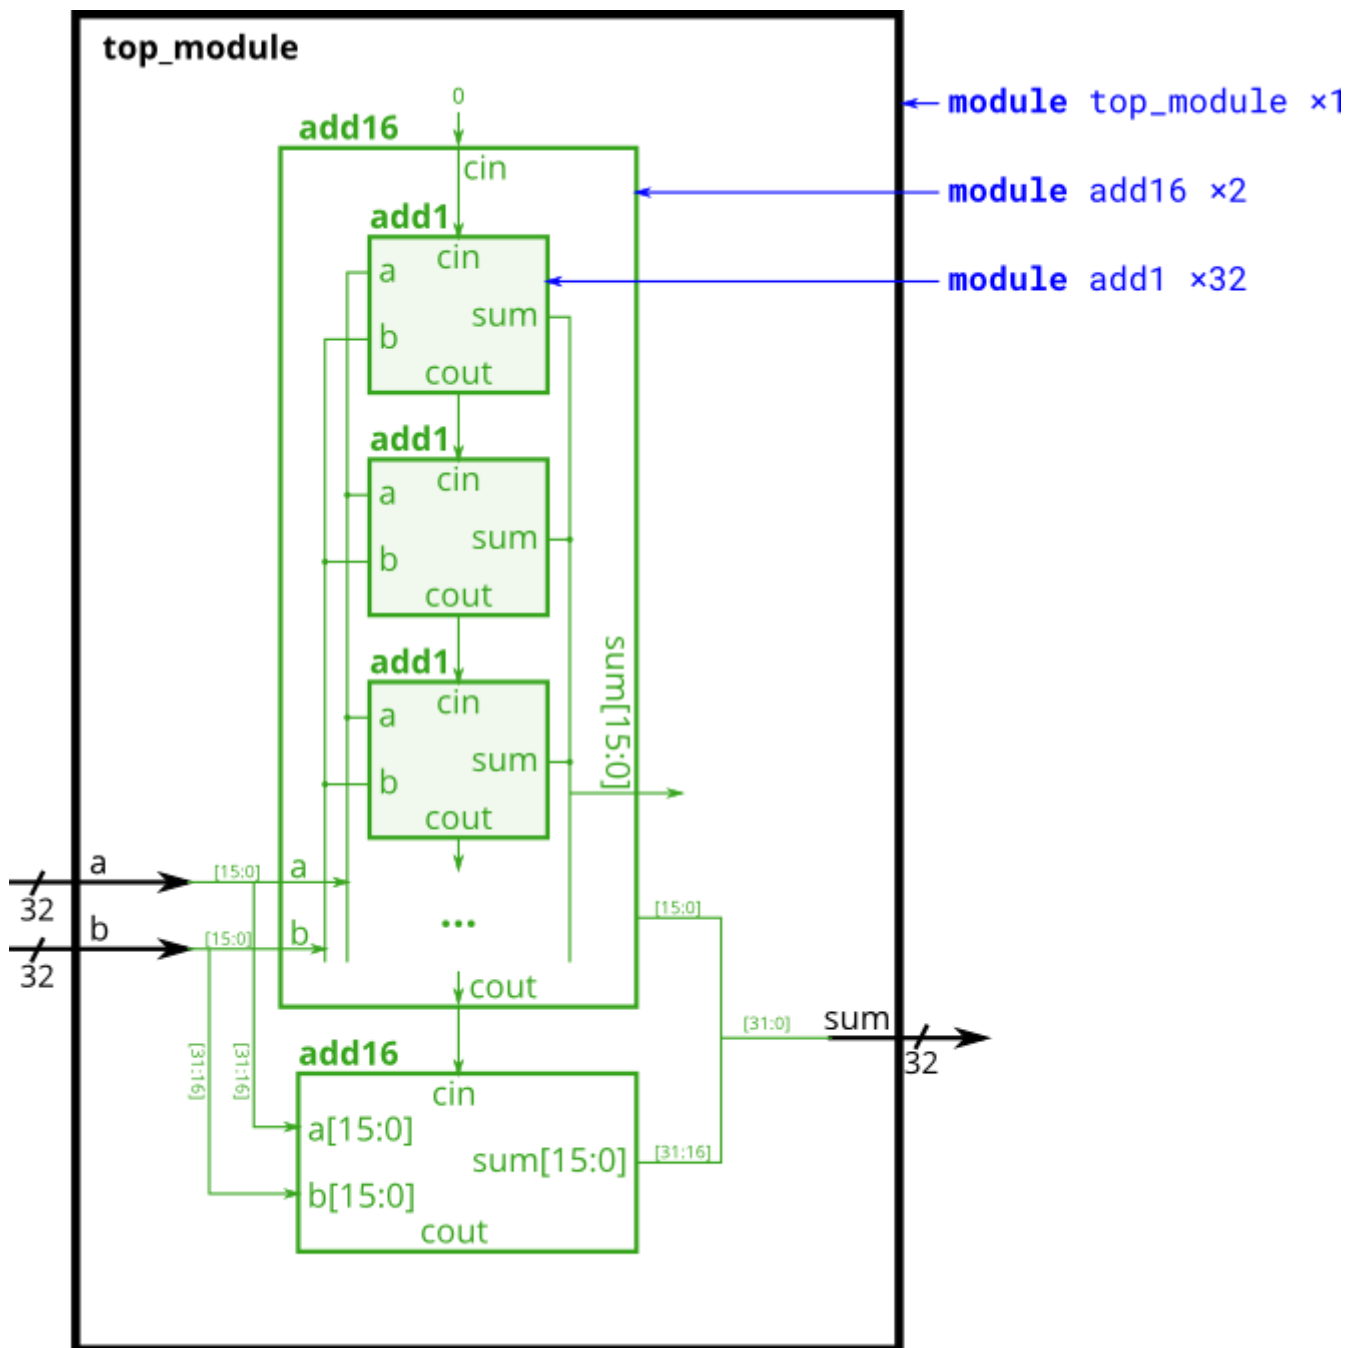 top_module
0
module top_module ×1
add16
cin
module add16 ×2
add1
cin
a
module add1 ×32
sum
b
cout
add1
cin
a
sum
b
cout
sum[15:0]
add1
cin
a
sum
b
cout
a
[15:0]
a
32
b
[15:0]
b
...
[15:0]
32
cout
[31:0]
sum
32
[31:16]
[31:16]
add16
cin
a[15:0]
sum[15:0]
[31:16]
b[15:0]
cout